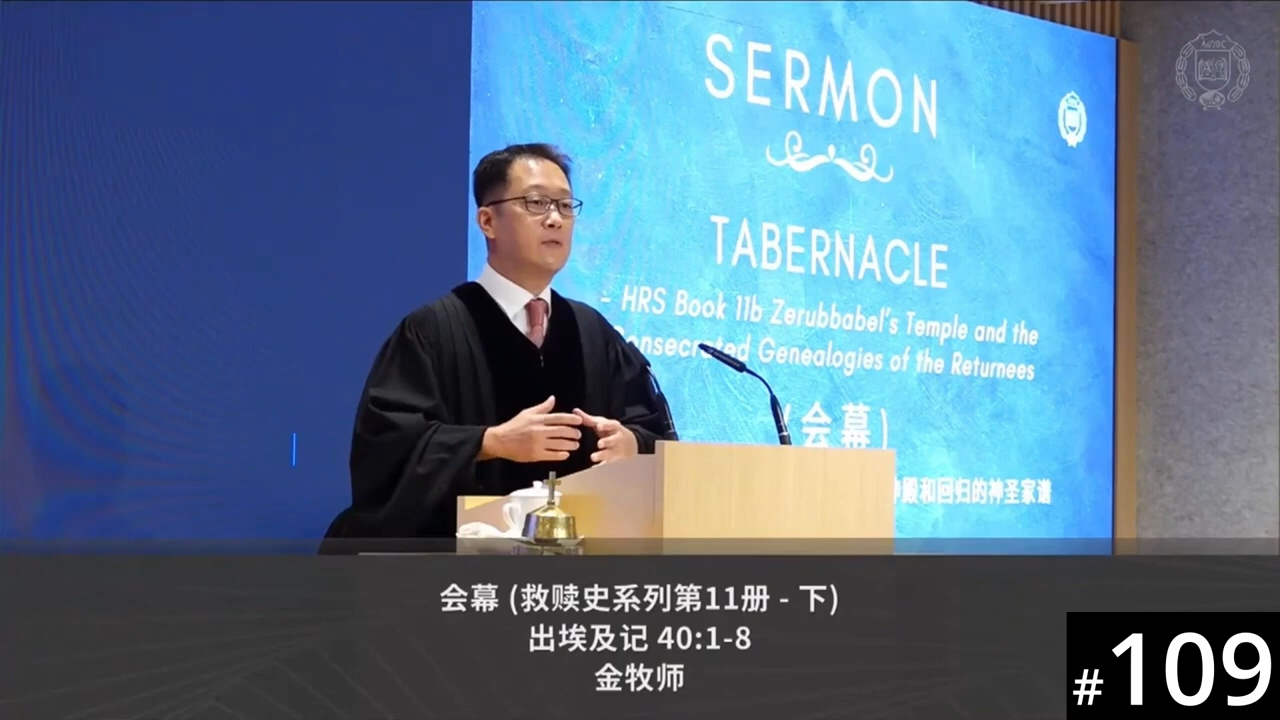 SERMON
TABERNACLE
- HRS Book 11b Zerubbabel's Temple and the
Consecrated Genealogies of the Returnees
(会幕)
殿和回归的神圣家谱
会幕 (救赎史系列第11册 - 下)
出埃及记 40:1-8
金牧师
#109